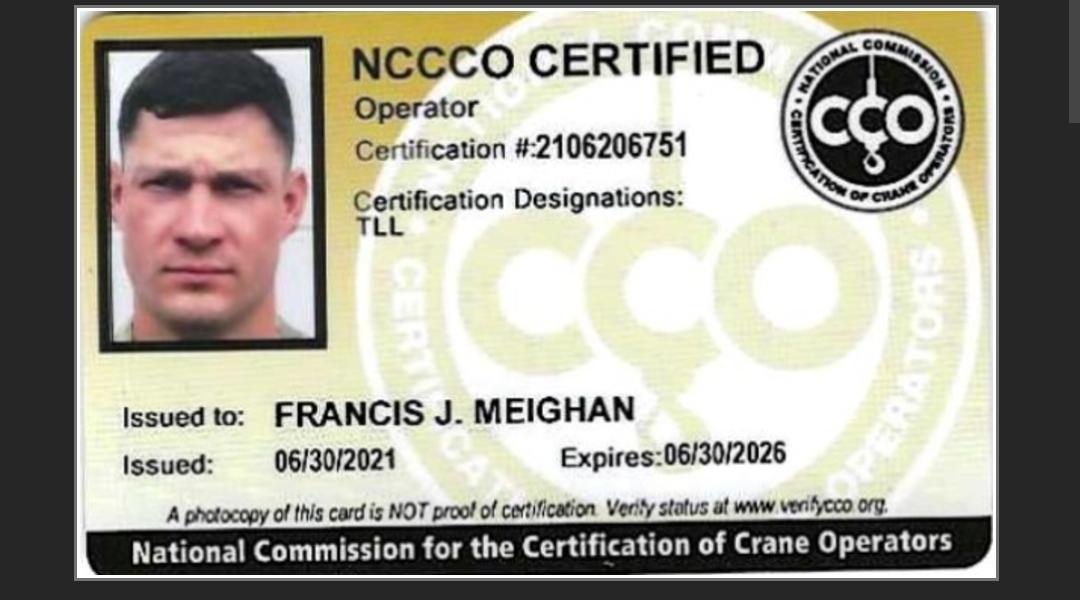 NCCCO CERTIFIED
Operator
Certification #:2106206751
Certification Designations:
TLL
NATIONAL COMMISSION
CCO
CERTIFICATION OF CRANE OPERATORS
Issued to: FRANCIS J. MEIGHAN
Issued: 06/30/2021 Expires:06/30/2026
A photocopy of this card is NOT proof of certification. Verify status at www.verifycco.org.
National Commission for the Certification of Crane Operators